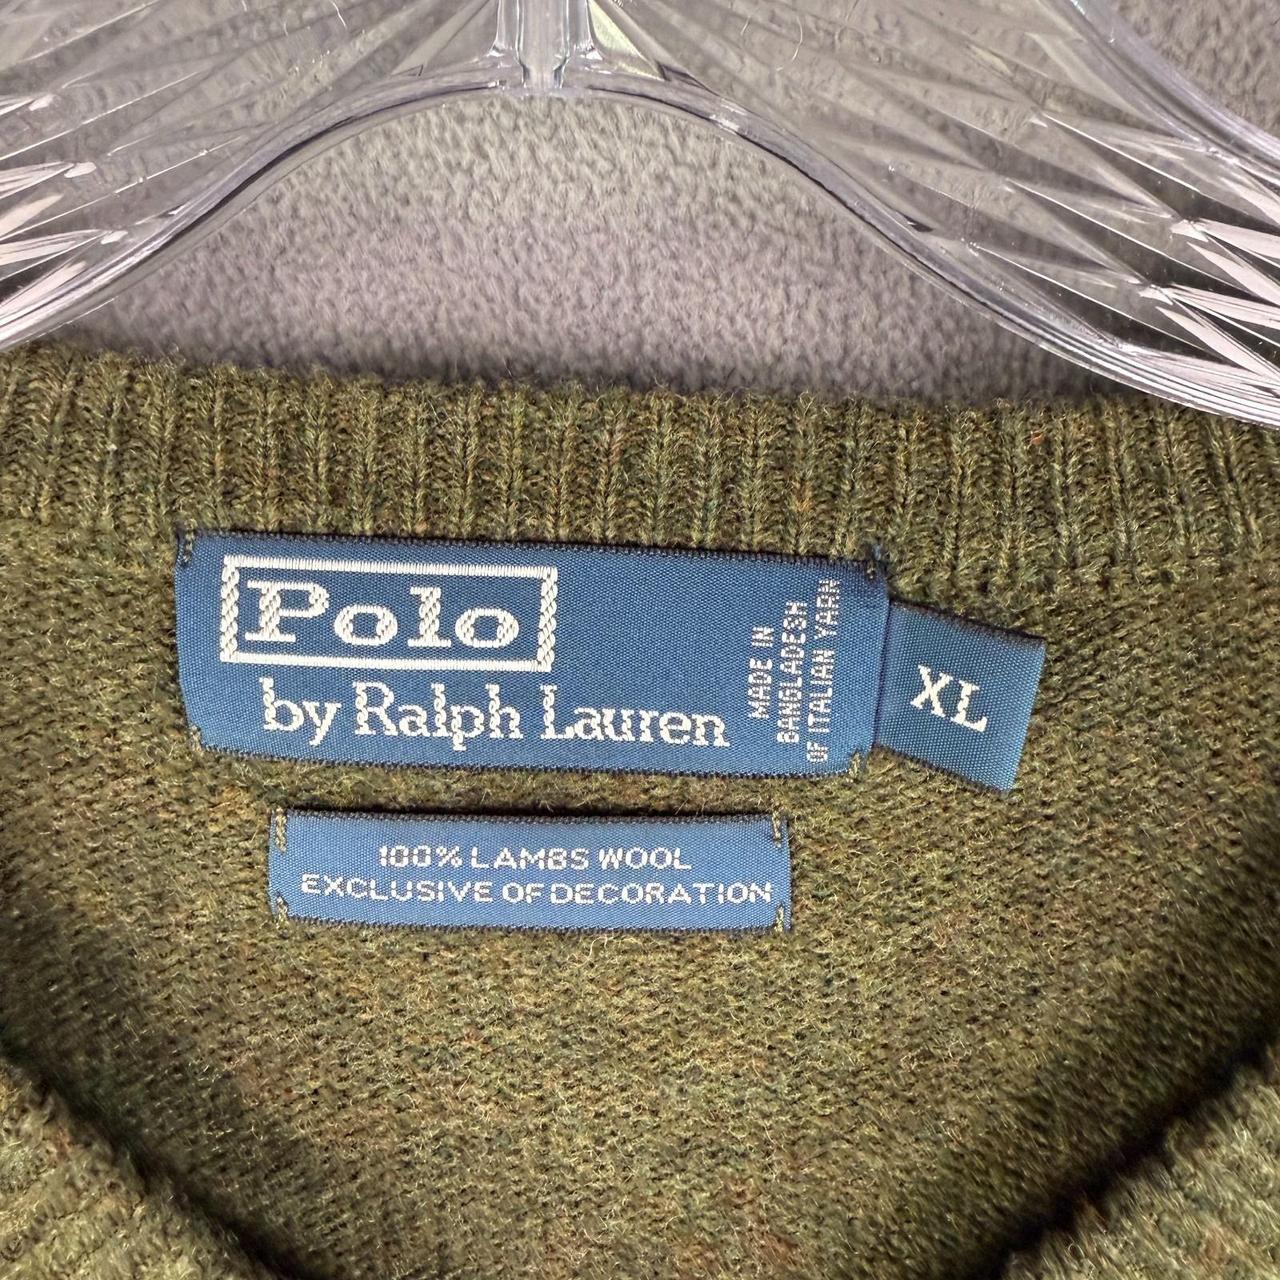 Polo
by Ralph Lauren
MADE IN
BANGLADESH
OF ITALIAN YARN
XL
100% LAMBS WOOL
EXCLUSIVE OF DECORATION